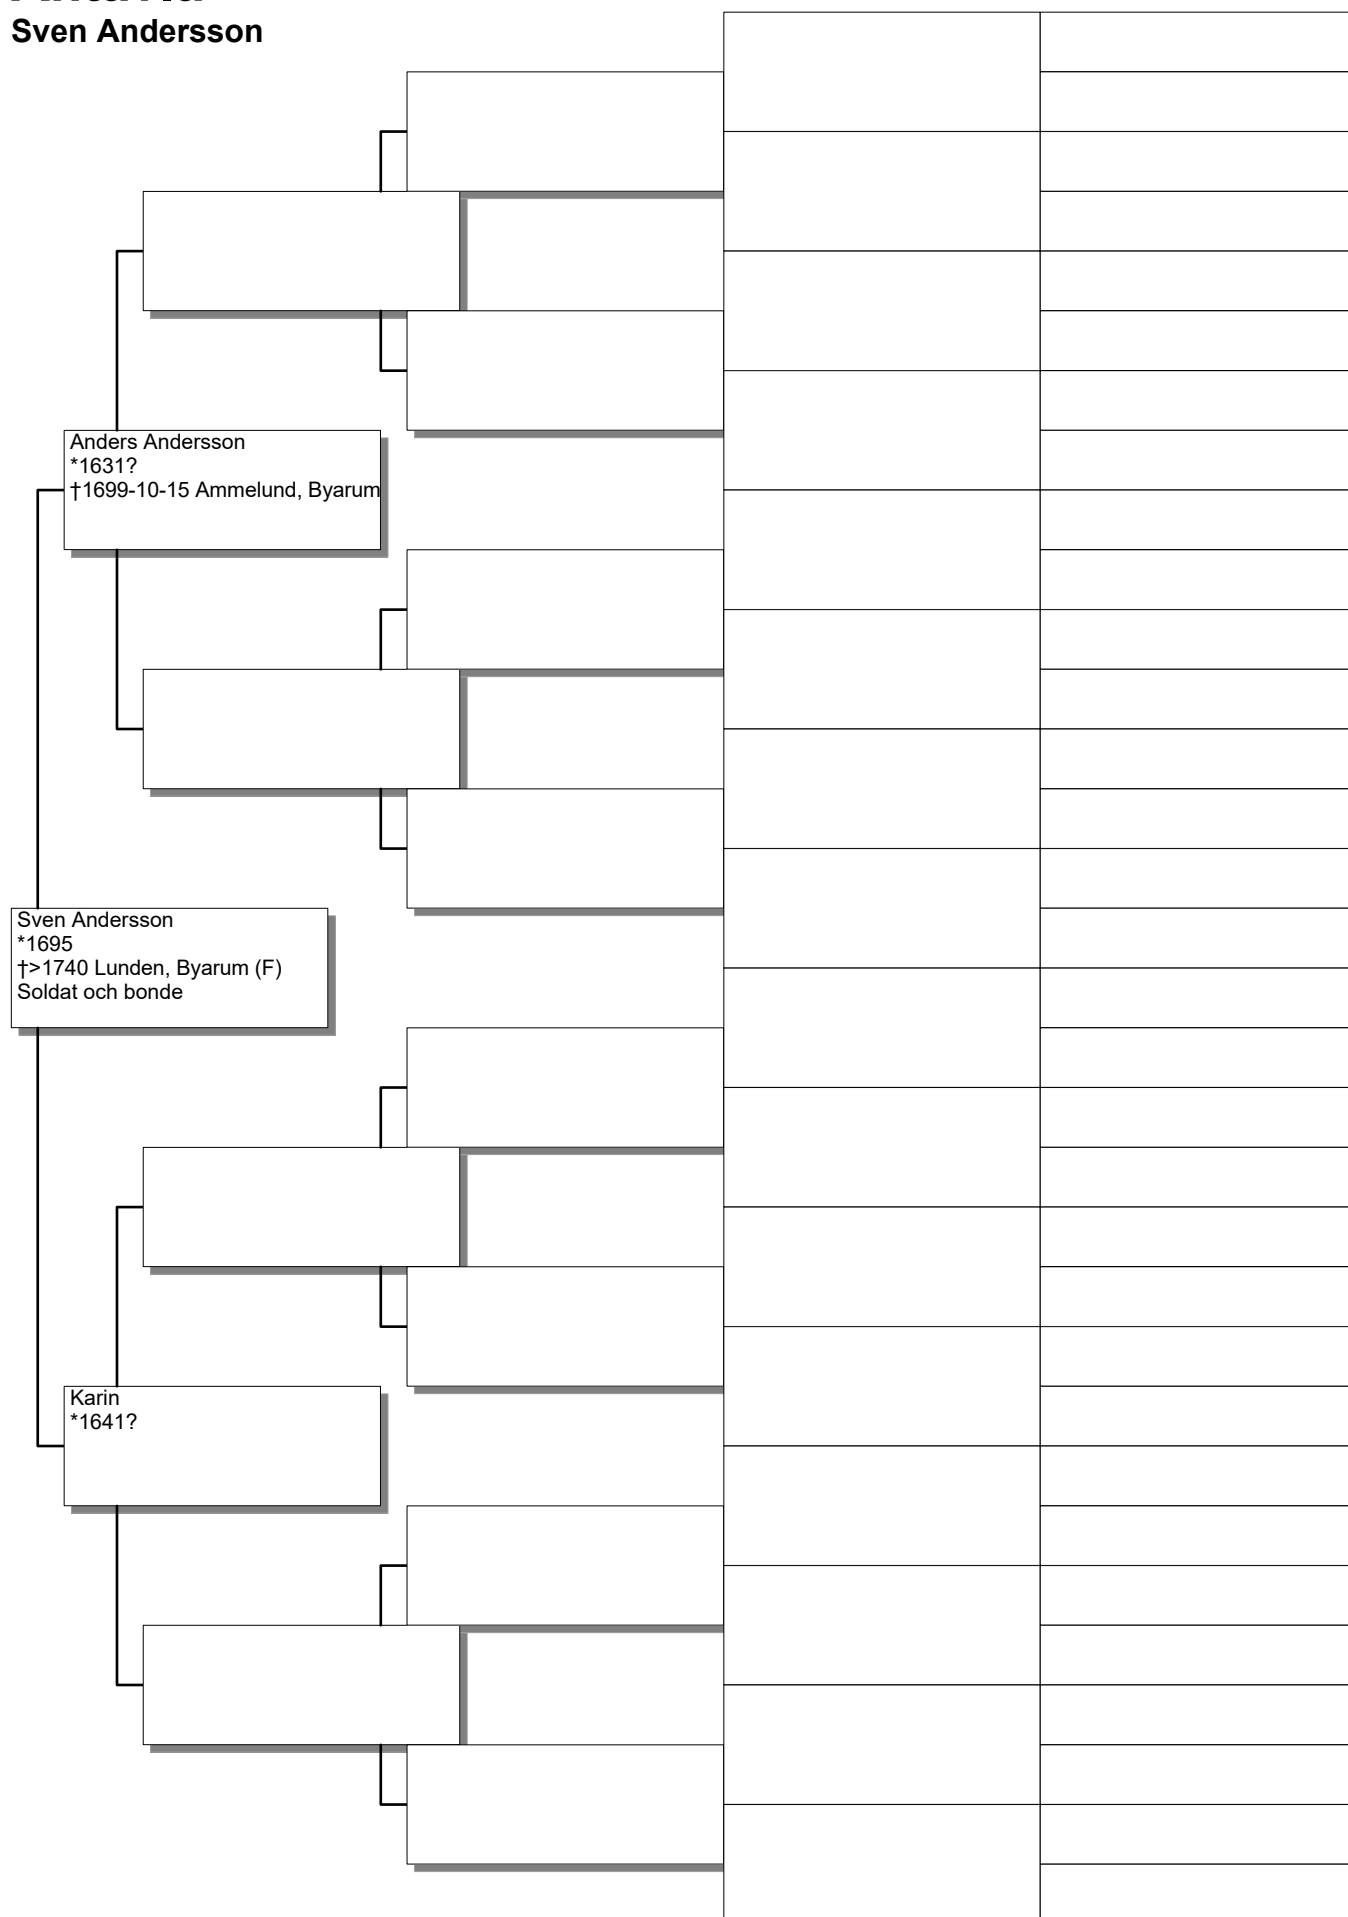 Sven Andersson
Anders Andersson
*1631?
†1699-10-15 Ammelund, Byarum
Sven Andersson
*1695
†>1740 Lunden, Byarum (F)
Soldat och bonde
Karin
*1641?